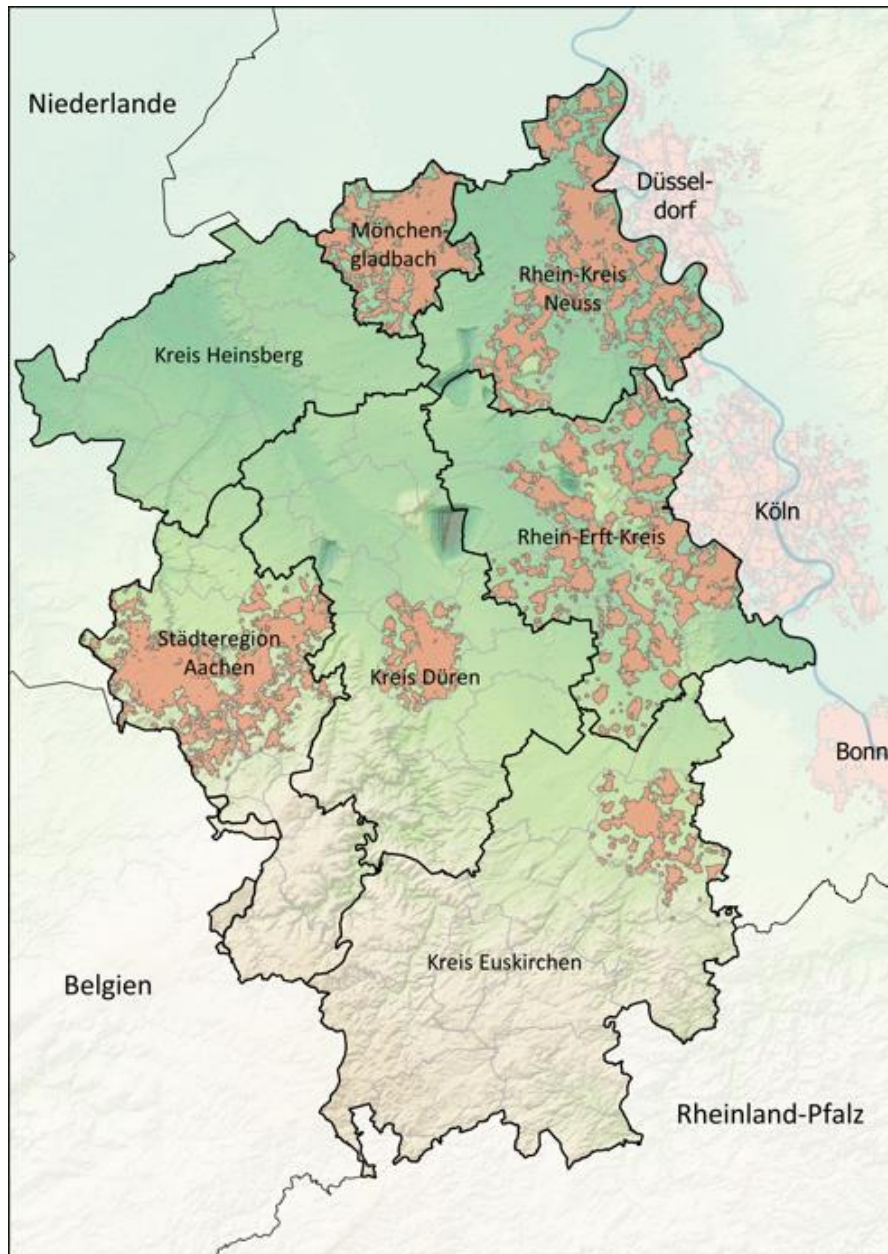 Niederlande
Düssel-
dorf
Mönchen-
gladbach
Rhein-Kreis
Neuss
Kreis Heinsberg
Köln
Rhein-Erft-Kreis
Städteregion
Aachen
Kreis Düren
Bonn
Kreis Euskirchen
Belgien
Rheinland-Pfalz